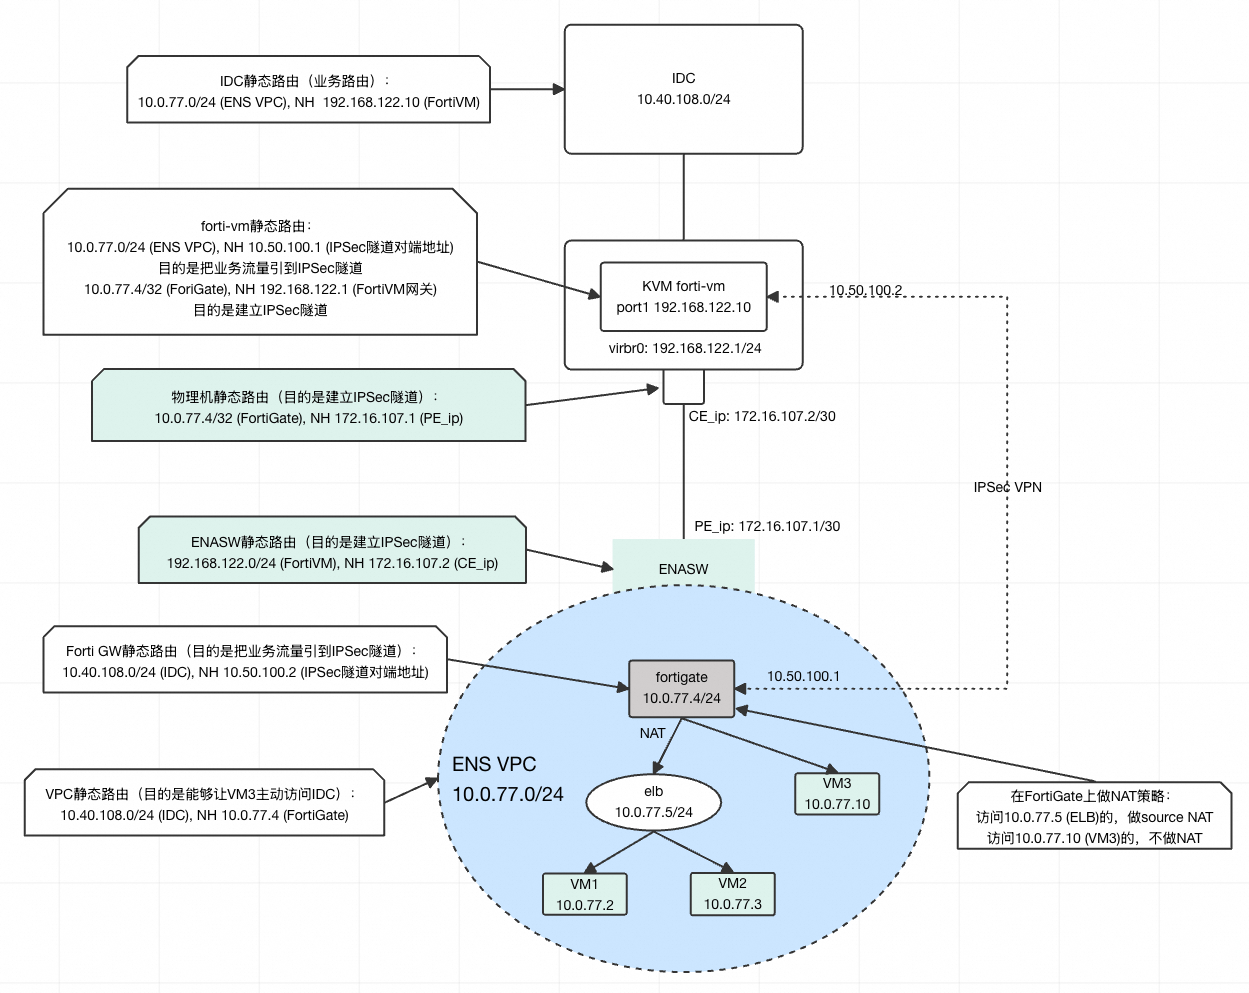 IDC静态路由（业务路由）：
10.0.77.0/24 (ENS VPC), NH  192.168.122.10 (FortiVM)
IDC
10.40.108.0/24
forti-vm静态路由：
10.0.77.0/24 (ENS VPC), NH 10.50.100.1 (IPSec隧道对端地址)
目的是把业务流量引到IPSec隧道
10.0.77.4/32 (ForiGate), NH 192.168.122.1 (FortiVM网关)
目的是建立IPSec隧道
KVM forti-vm
port1 192.168.122.10
virbr0: 192.168.122.1/24
10.50.100.2
物理机静态路由（目的是建立IPSec隧道）：
10.0.77.4/32 (FortiGate), NH 172.16.107.1 (PE_ip)
CE_ip: 172.16.107.2/30
IPSec VPN
PE_ip: 172.16.107.1/30
ENASW静态路由（目的是建立IPSec隧道）：
192.168.122.0/24 (FortiVM), NH 172.16.107.2 (CE_ip)
ENASW
Forti GW静态路由（目的是把业务流量引到IPSec隧道）：
10.40.108.0/24 (IDC), NH 10.50.100.2 (IPSec隧道对端地址)
fortigate
10.0.77.4/24
10.50.100.1
NAT
ENS VPC
10.0.77.0/24
elb
10.0.77.5/24
VM3
10.0.77.10
VPC静态路由（目的是能够让VM3主动访问IDC）：
10.40.108.0/24 (IDC), NH 10.0.77.4 (FortiGate)
在FortiGate上做NAT策略：
访问10.0.77.5 (ELB)的，做source NAT
访问10.0.77.10 (VM3)的，不做NAT
VM1
10.0.77.2
VM2
10.0.77.3